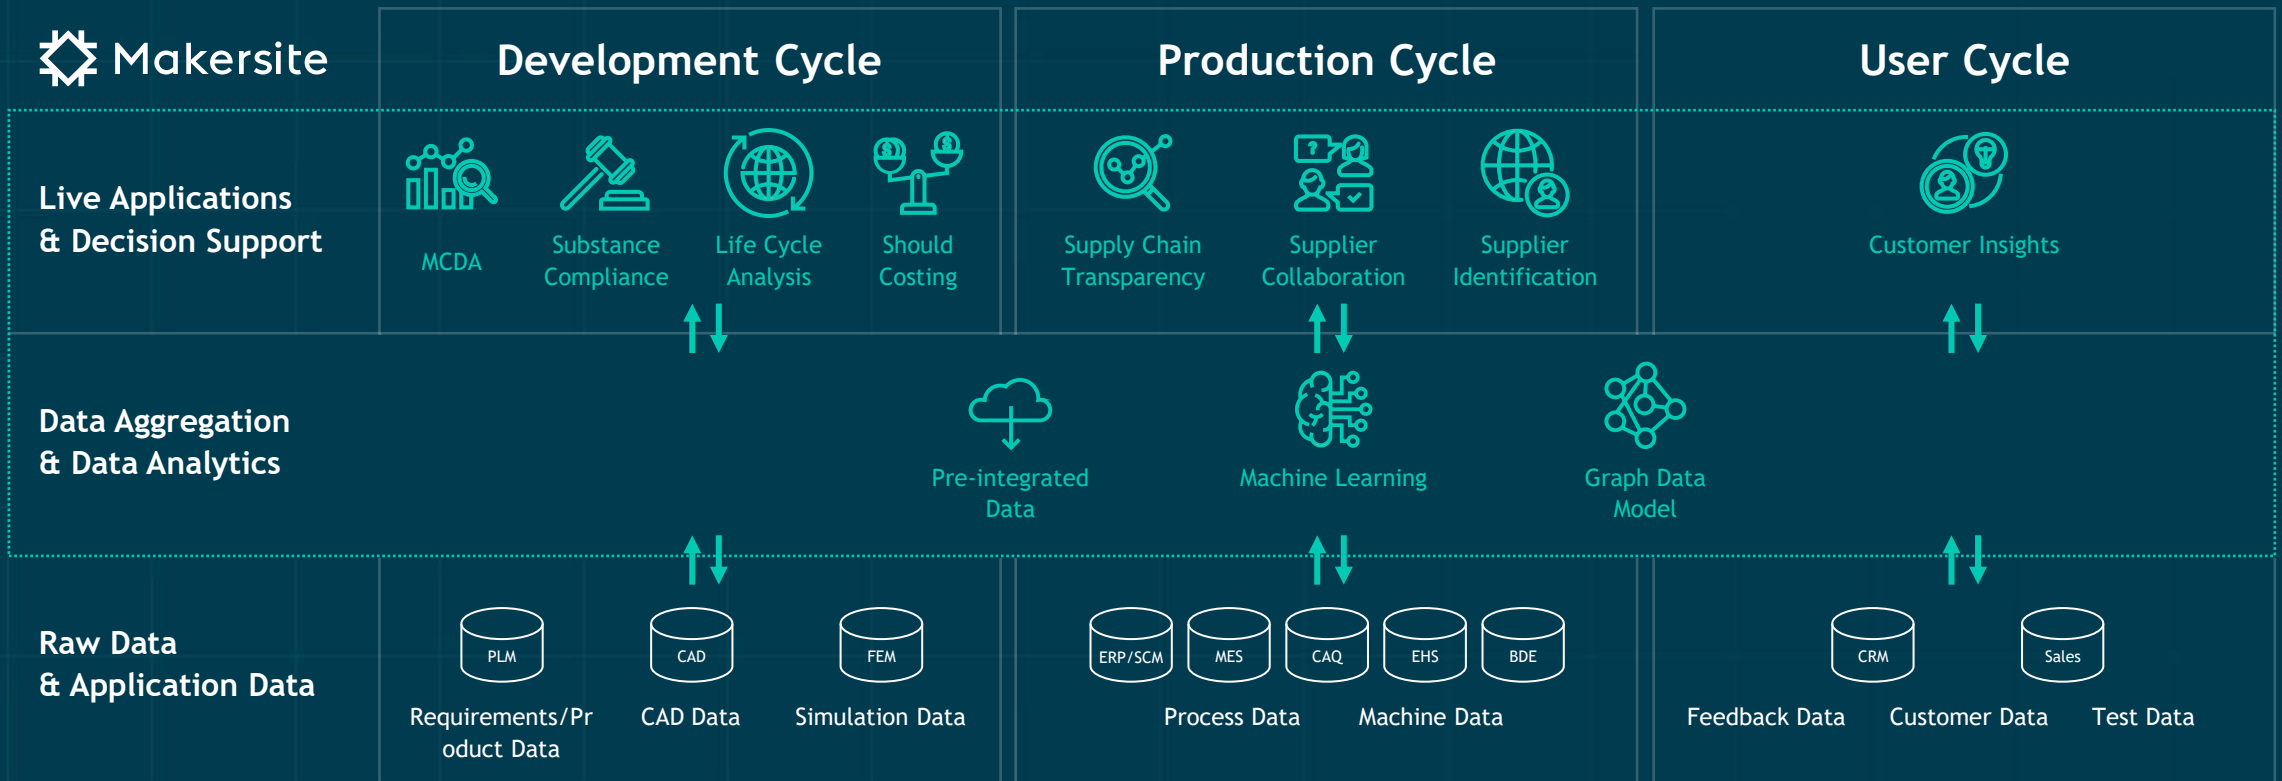 Makersite
Development Cycle
Production Cycle
User Cycle
Live Applications
& Decision Support
MCDA
Substance
Compliance
Life Cycle
Analysis
Should
Costing
Supply Chain
Transparency
Supplier
Collaboration
Supplier
Identification
Customer Insights
Data Aggregation
& Data Analytics
Pre-integrated
Data
Machine Learning
Graph Data
Model
Raw Data
& Application Data
PLM
CAD
FEM
ERP/SCM
MES
CAQ
EHS
BDE
CRM
Sales
Requirements/Pr
oduct Data
CAD Data
Simulation Data
Process Data
Machine Data
Feedback Data
Customer Data
Test Data